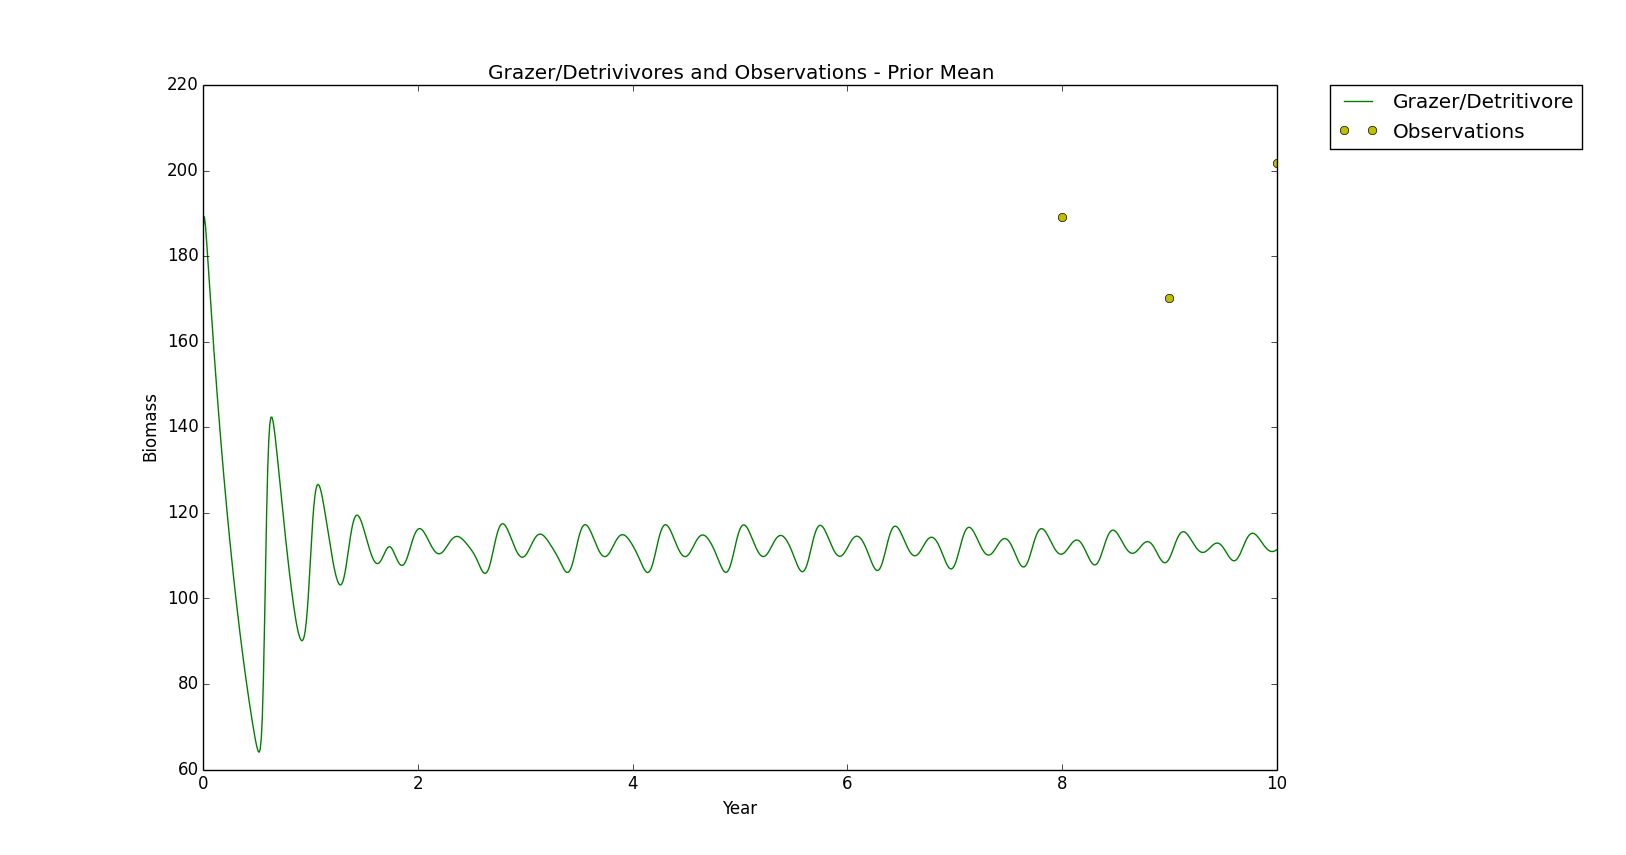 Grazer/Detrivivores and Observations - Prior Mean
220
200
180
160
140
120
100
80
60
Biomass
0 2 4 6 8 10
Year
Grazer/Detritivore
Observations